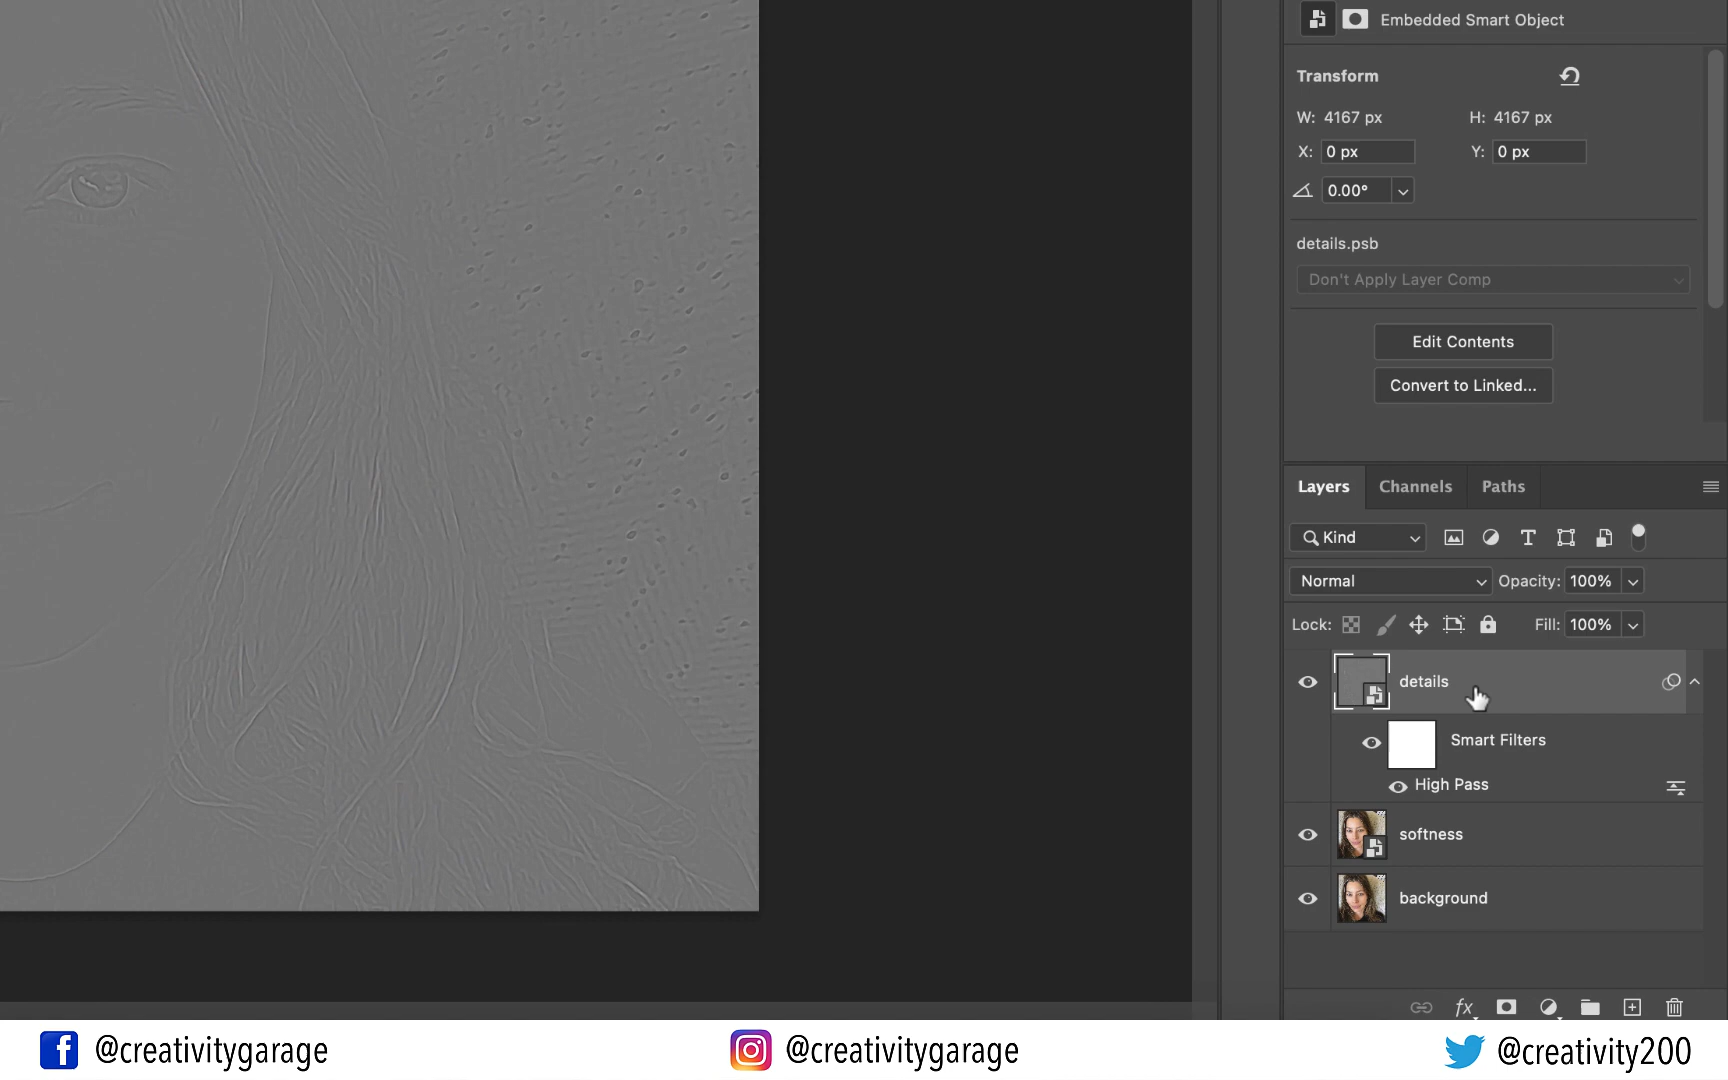 Embedded Smart Object
Transform
W: 4167 px H: 4167 px
X: 0 px Y: 0 px
0.00°
details.psb
Don't Apply Layer Comp
Edit Contents
Convert to Linked...
Layers Channels Paths
Kind
Normal Opacity: 100%
Lock: Fill: 100%
details
Smart Filters
High Pass
softness
background
fx
@creativitygarage @creativitygarage @creativity200